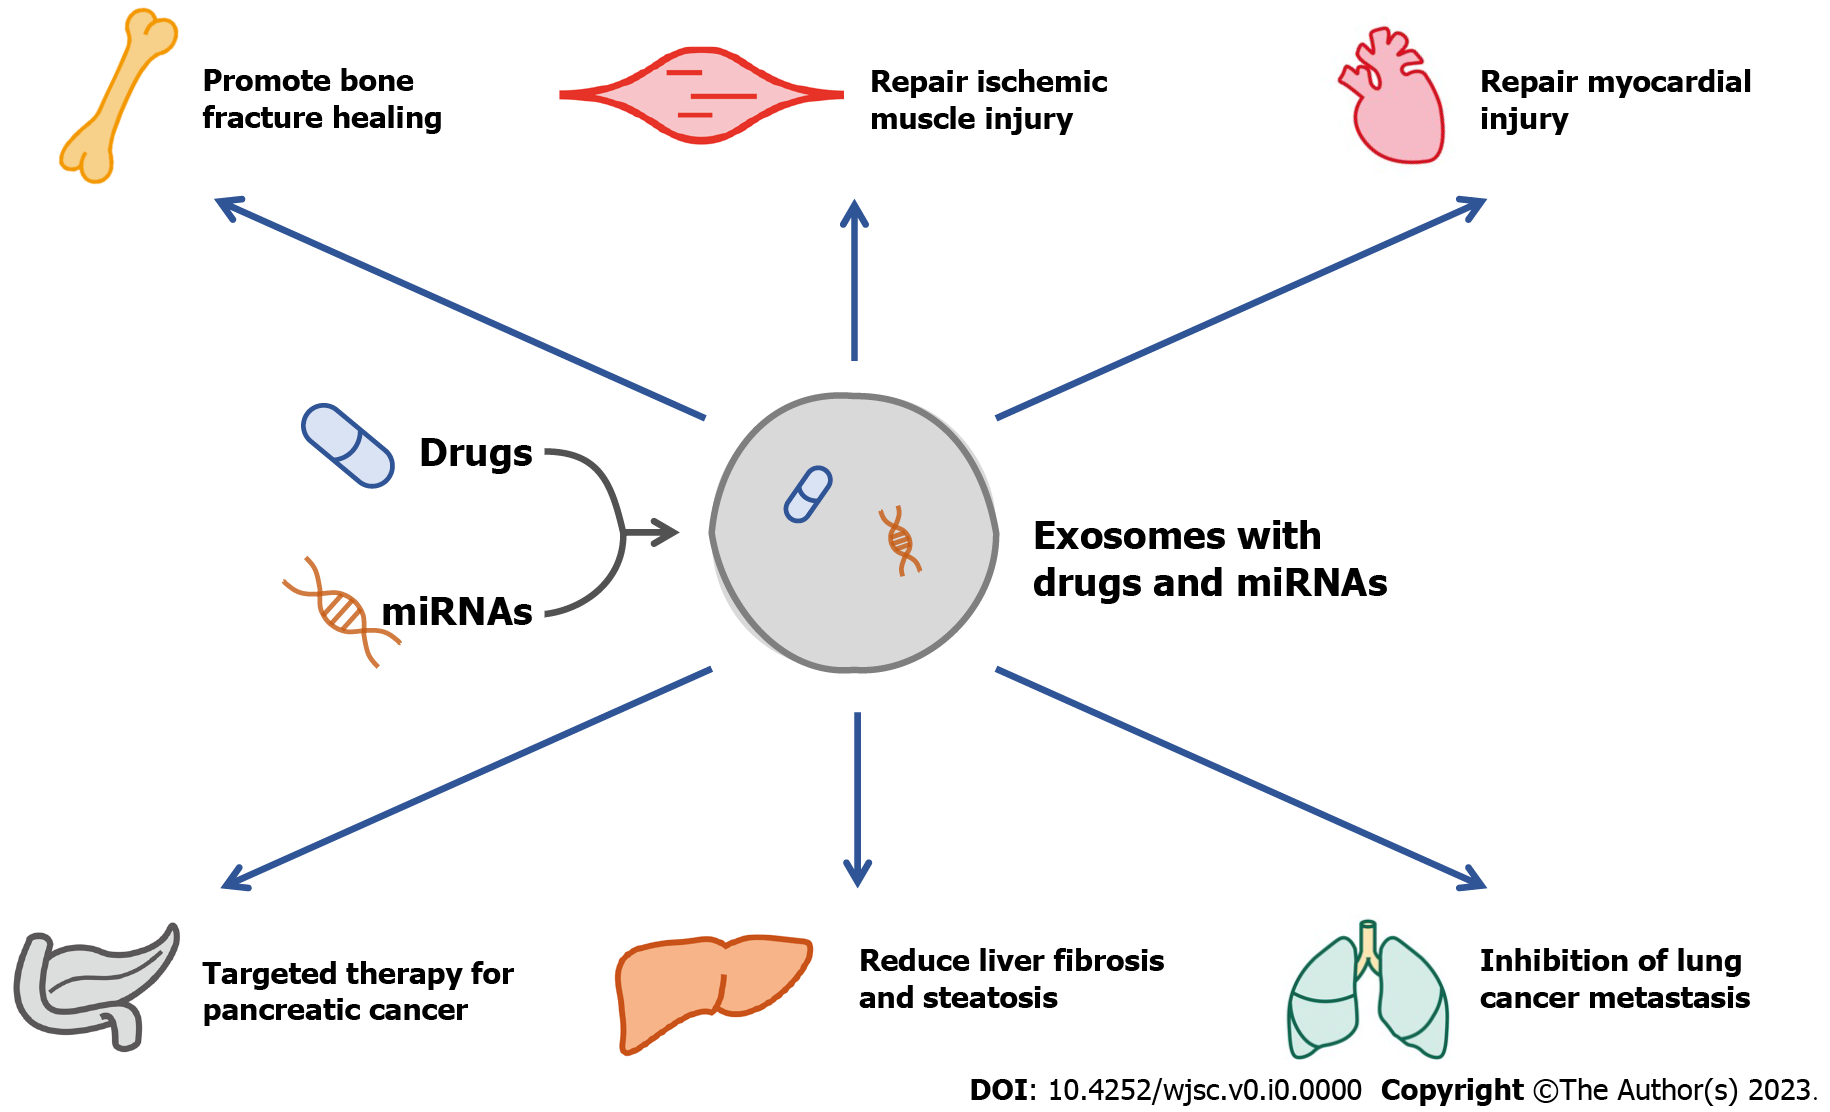 Promote bone
fracture healing
Repair ischemic
muscle injury
Repair myocardial
injury
Drugs
miRNAs
Exosomes with
drugs and miRNAs
Targeted therapy for
pancreatic cancer
Reduce liver fibrosis
and steatosis
Inhibition of lung
cancer metastasis
DOI: 10.4252/wjsc.v0.i0.0000 Copyright ©The Author(s) 2023.